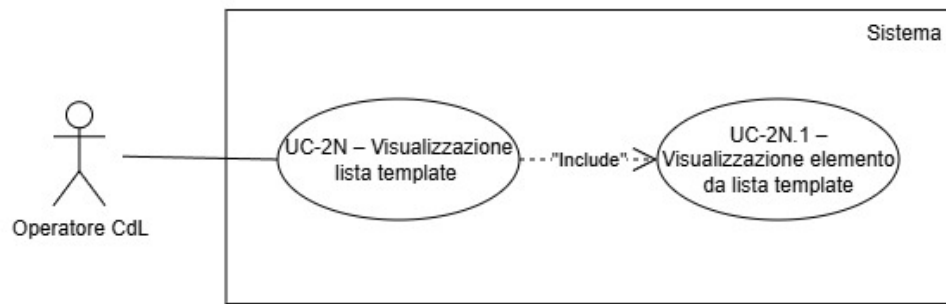 Sistema
UC-2N – Visualizzazione
lista template
"Include"
UC-2N.1 –
Visualizzazione elemento
da lista template
Operatore CdL